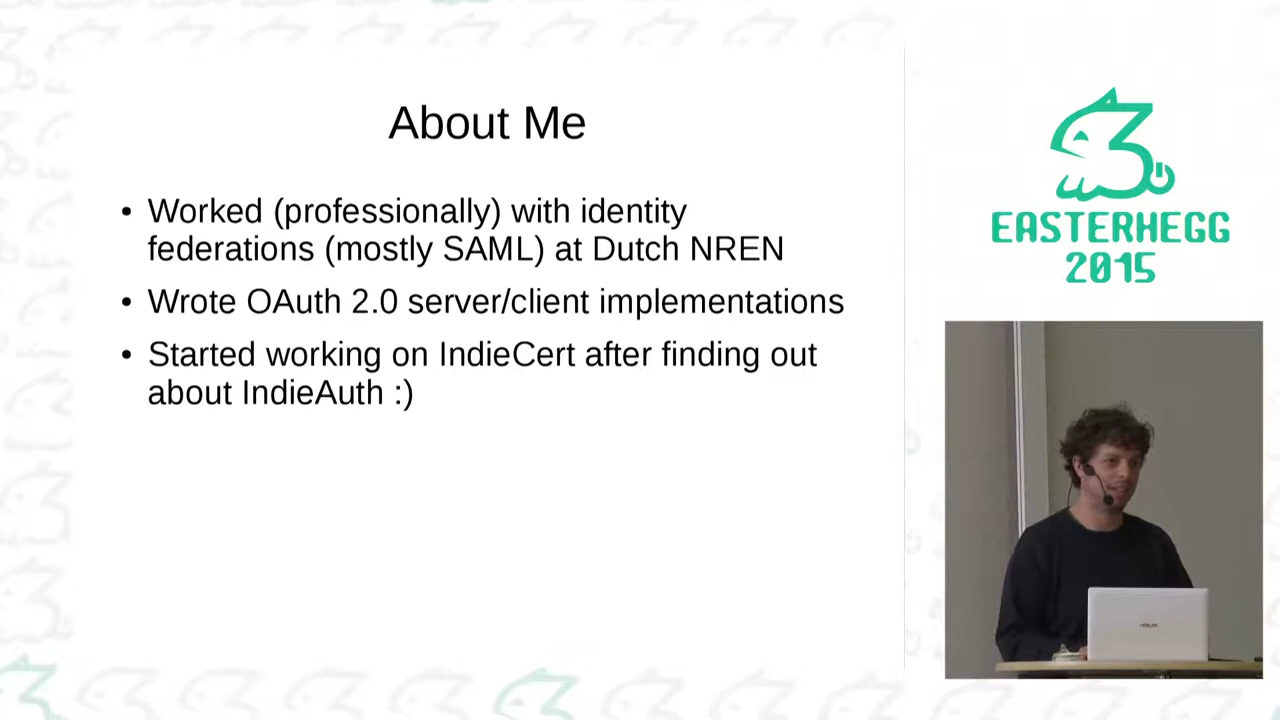 About Me
• Worked (professionally) with identity
federations (mostly SAML) at Dutch NREN
• Wrote OAuth 2.0 server/client implementations
• Started working on IndieCert after finding out
about IndieAuth :)
EASTERHEGG
2015
ASUS